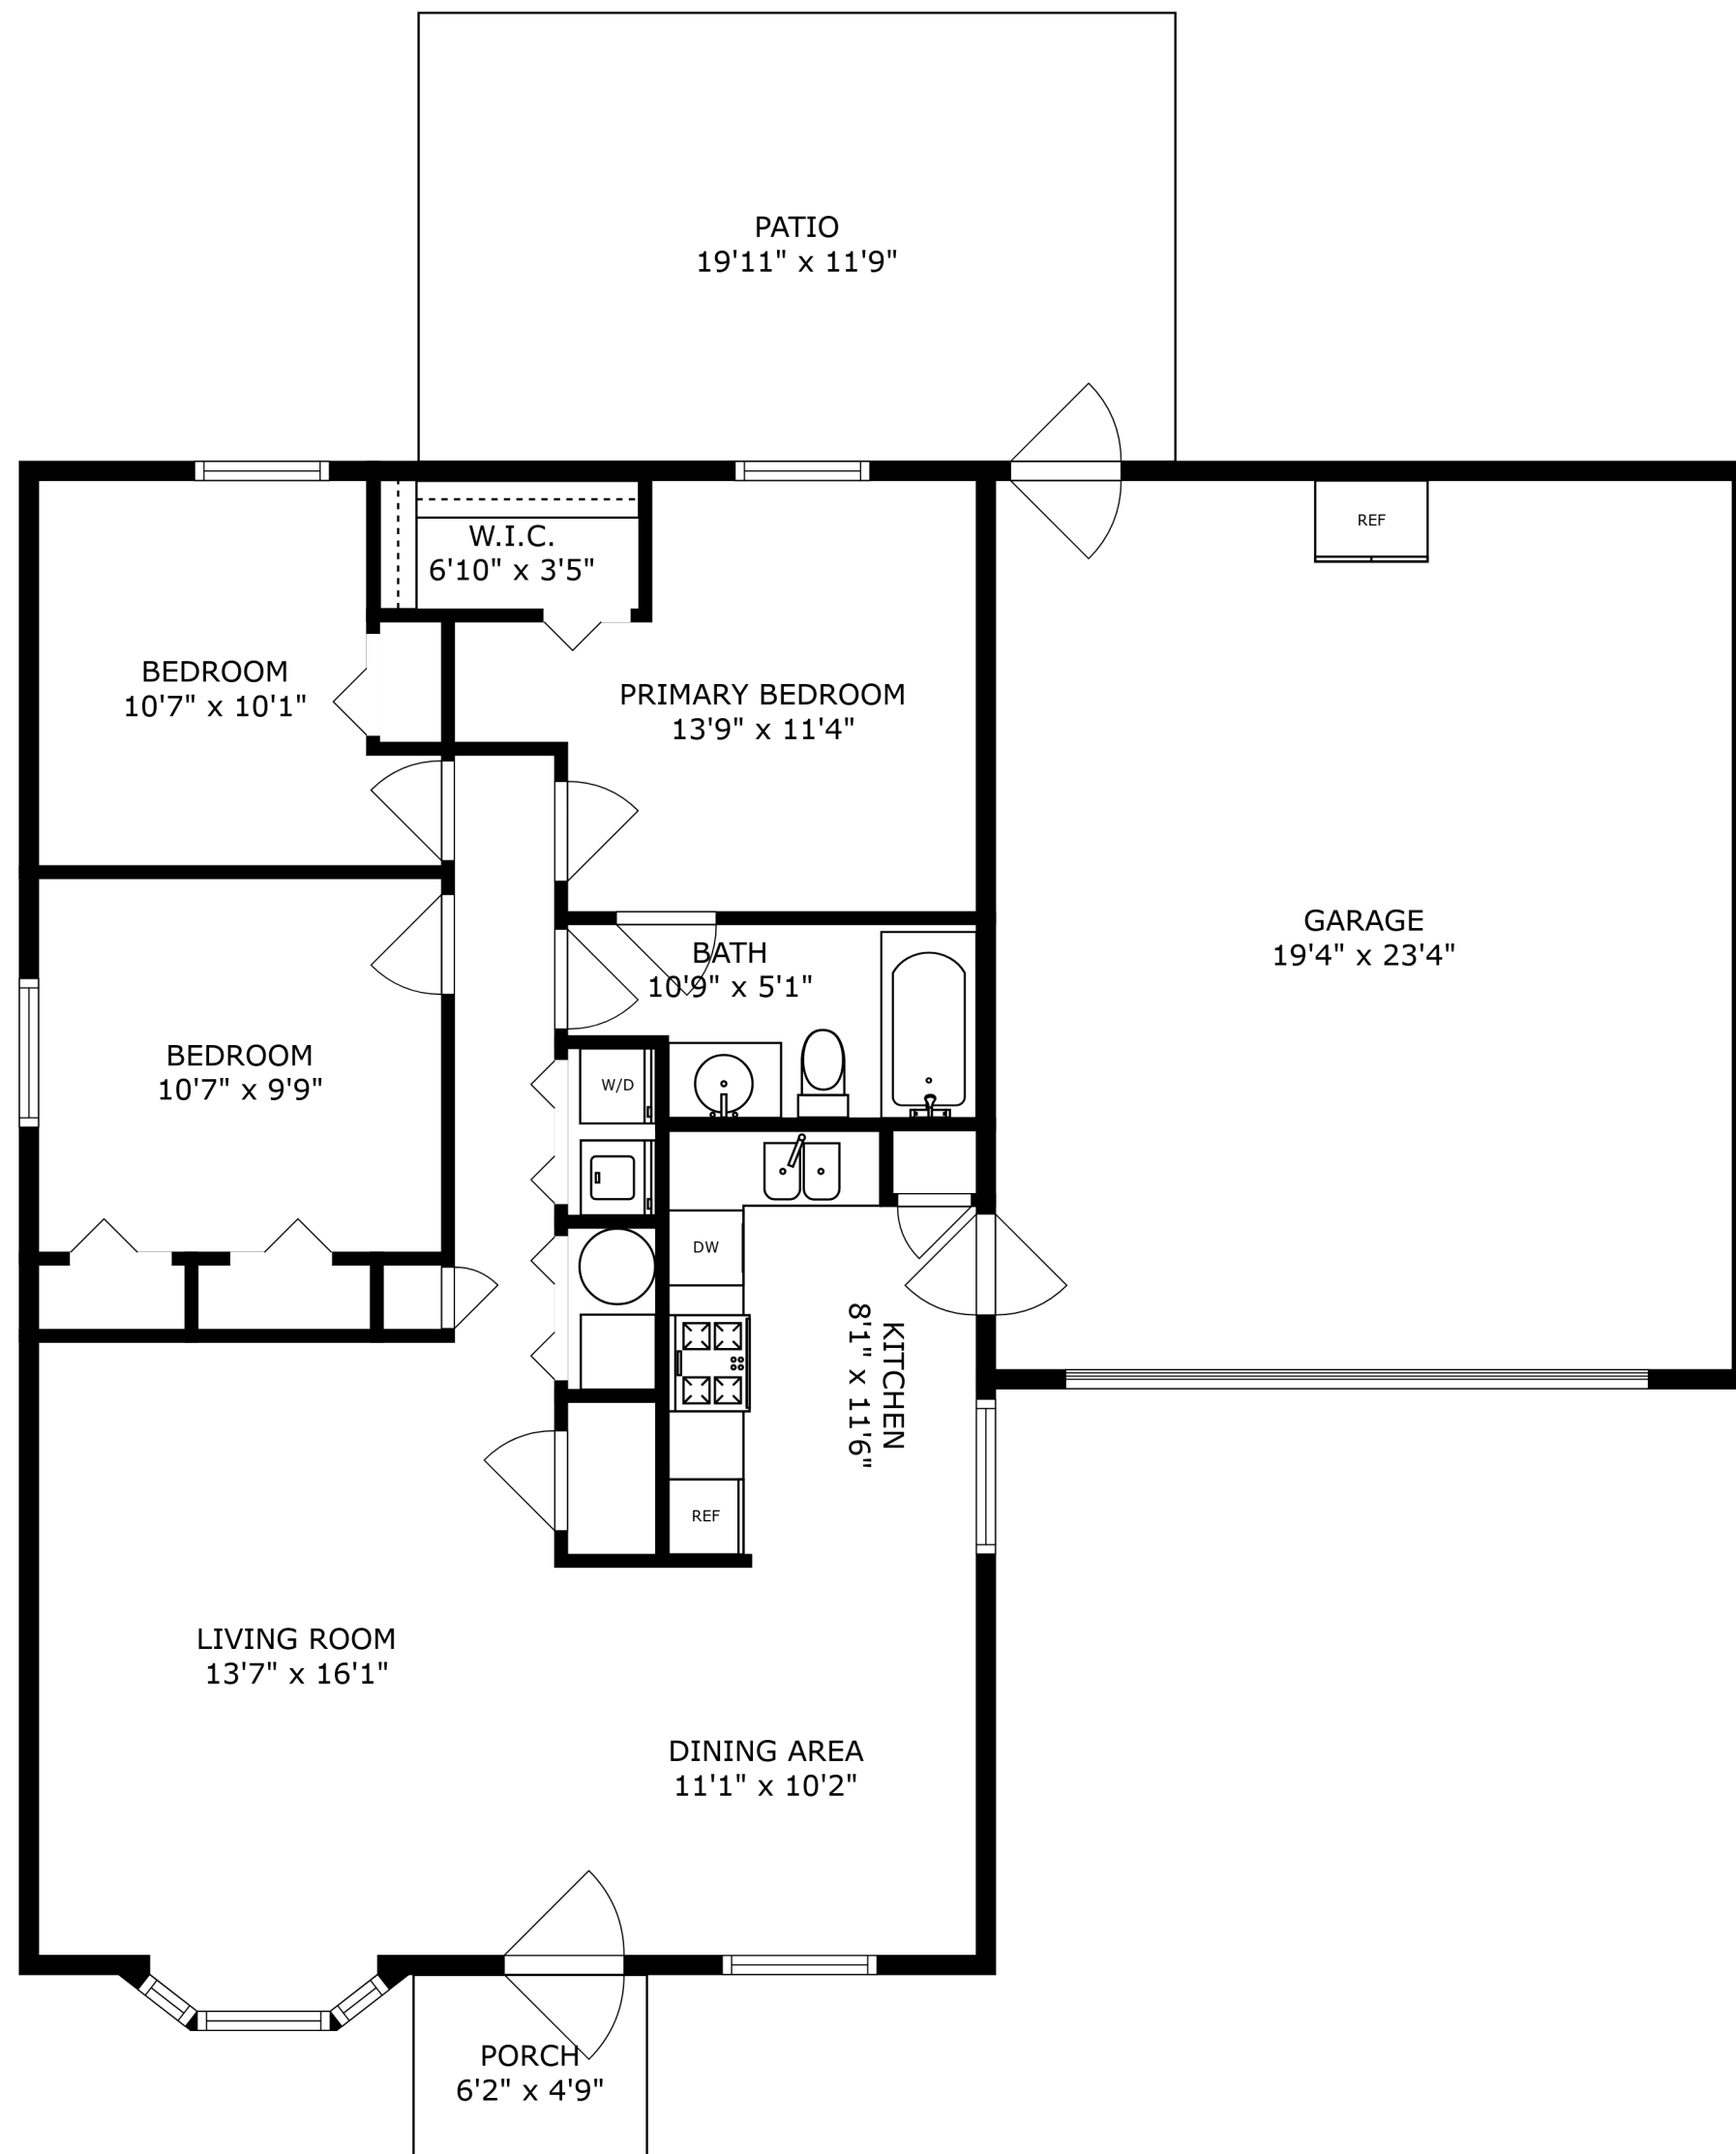 PATIO
19'11" x 11'9"
REF
W.I.C.
6'10" x 3'5"
BEDROOM
10'7" x 10'1"
PRIMARY BEDROOM
13'9" x 11'4"
GARAGE
19'4" x 23'4"
BATH
10'9" x 5'1"
BEDROOM
10'7" x 9'9"
W/D
DW
KITCHEN
8'1" x 11'6"
REF
LIVING ROOM
13'7" x 16'1"
DINING AREA
11'1" x 10'2"
PORCH
6'2" x 4'9"